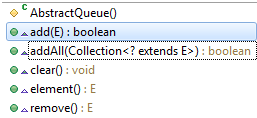 AbstractQueue()
add(E) : boolean
addAll(Collection<? extends E>) : boolean
clear() : void
element() : E
remove() : E